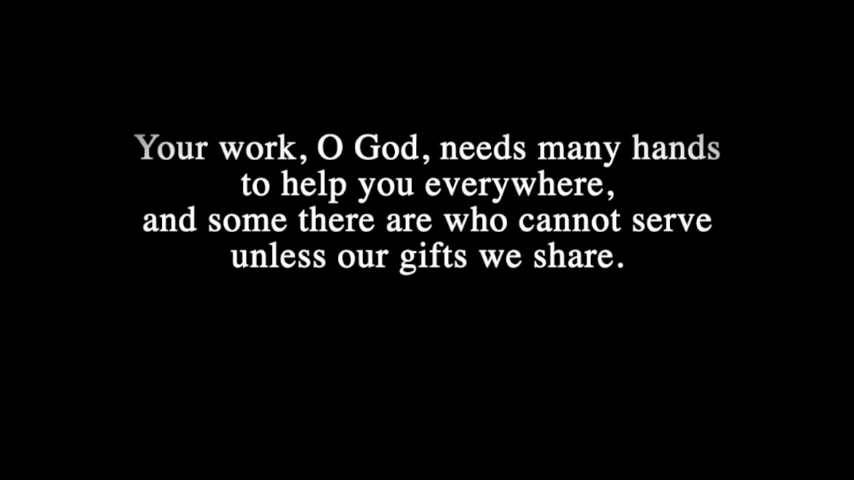 Your work, O God, needs many hands
to help you everywhere,
and some there are who cannot serve
unless our gifts we share.